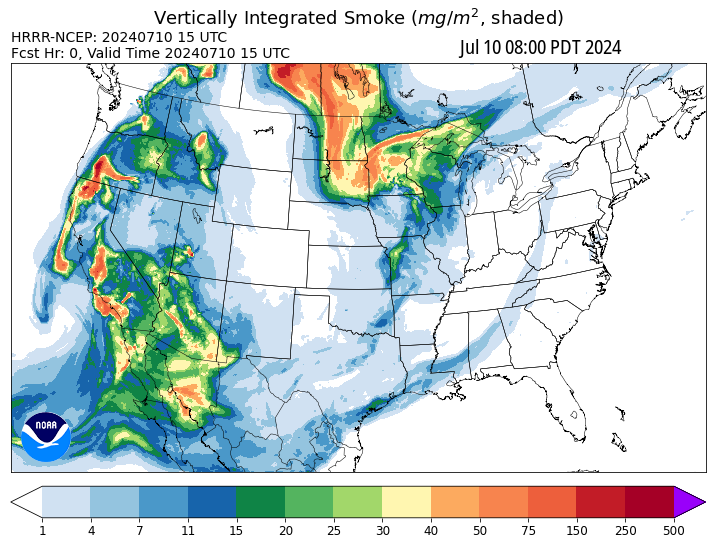 Vertically Integrated Smoke (mg/m², shaded)
HRRR-NCEP: 20240710 15 UTC
Fcst Hr: 0, Valid Time 20240710 15 UTC
Jul 10 08:00 PDT 2024
NOAA
1 4 7 11 15 20 25 30 40 50 75 150 250 500